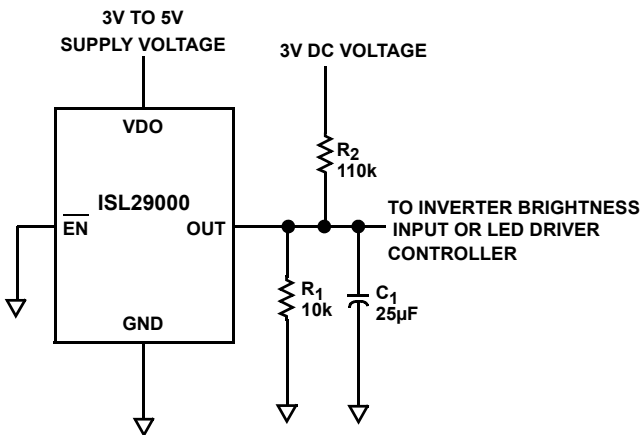 3V TO 5V
SUPPLY VOLTAGE
3V DC VOLTAGE
VDO
R2
110k
ISL29000
EN
OUT
TO INVERTER BRIGHTNESS
INPUT OR LED DRIVER
CONTROLLER
R1
10k
C1
25µF
GND